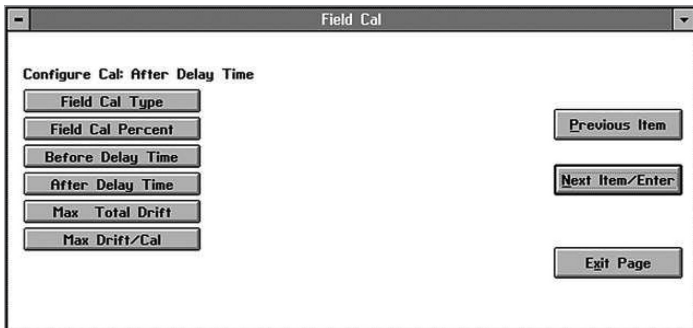 Field Cal
Configure Cal: After Delay Time
Field Cal Type
Field Cal Percent
Before Delay Time
After Delay Time
Max Total Drift
Max Drift/Cal
Previous Item
Next Item/Enter
Exit Page